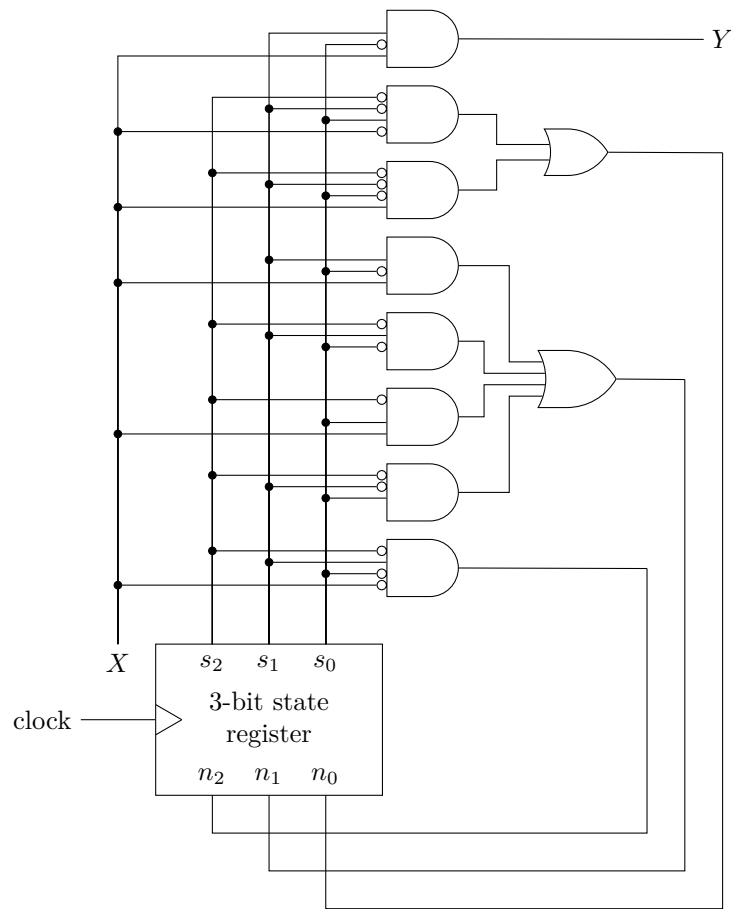 Y
X
s₂ s₁ s₀
3-bit state
register
clock
n₂ n₁ n₀